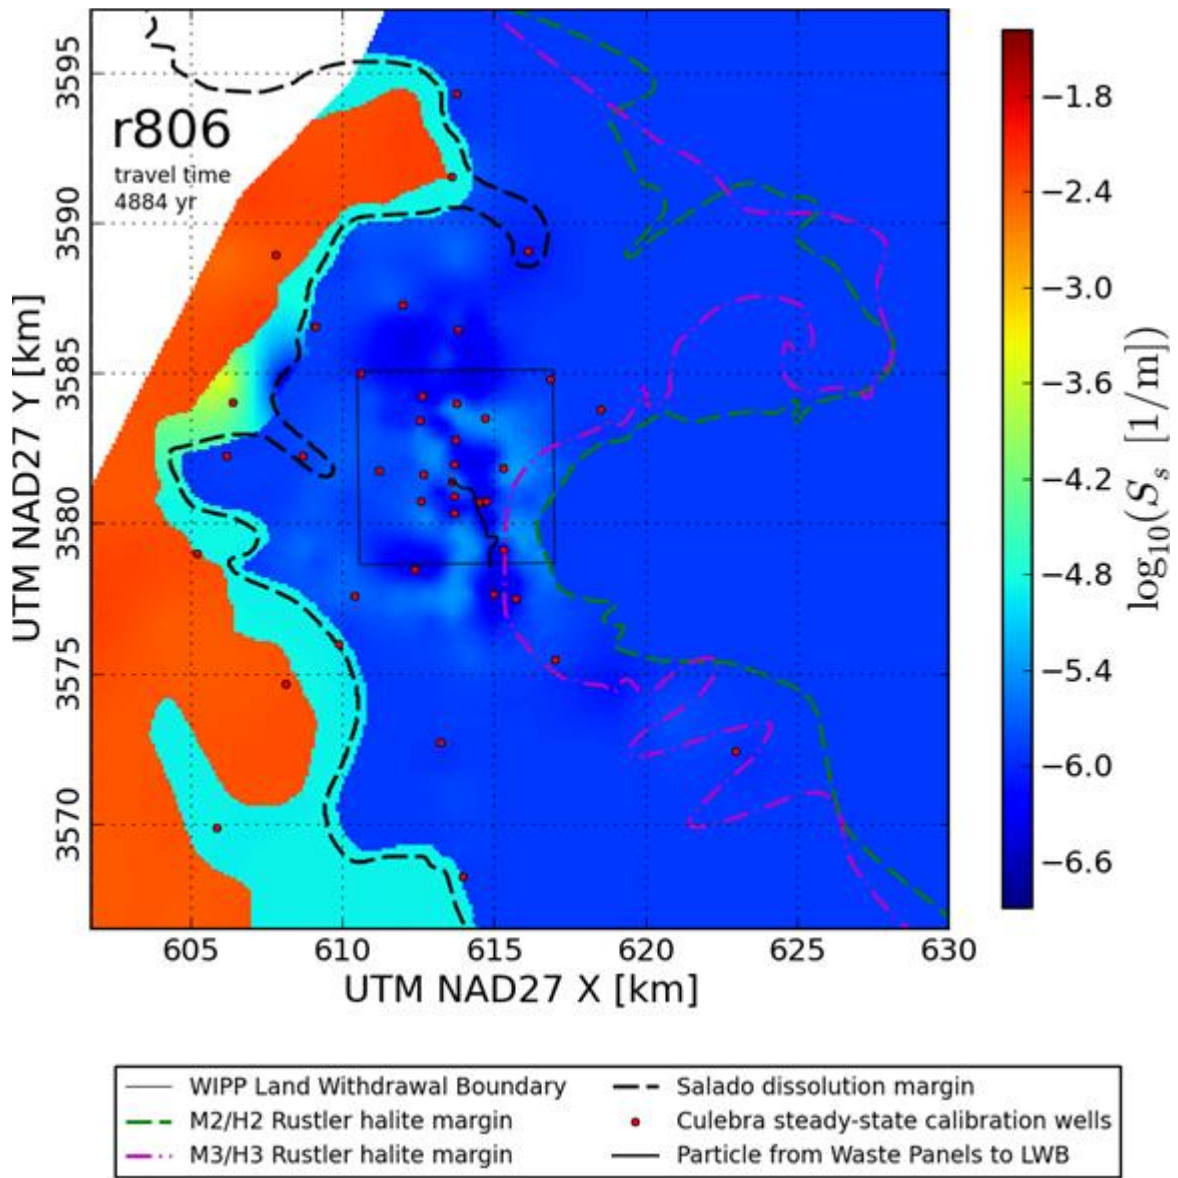 r806
travel time
4884 yr
3595
3590
3585
3580
3575
3570
UTM NAD27 Y [km]
605 610 615 620 625 630
UTM NAD27 X [km]
−1.8
−2.4
−3.0
−3.6
−4.2
−4.8
−5.4
−6.0
−6.6
log₁₀(Sₛ [1/m])
WIPP Land Withdrawal Boundary
M2/H2 Rustler halite margin
M3/H3 Rustler halite margin
Salado dissolution margin
Culebra steady-state calibration wells
Particle from Waste Panels to LWB